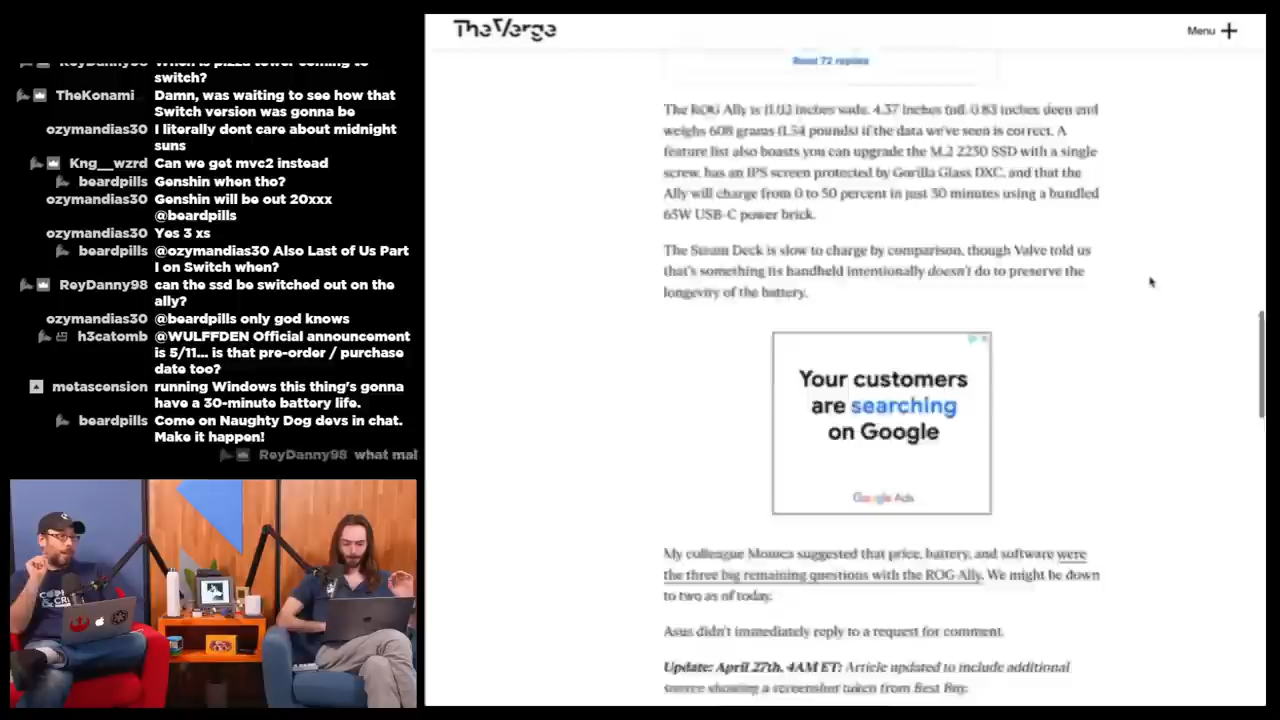 ReyDanny98 When is pizza tower coming to
switch?
TheKonami Damn, was waiting to see how that
Switch version was gonna be
ozymandias30 I literally dont care about midnight
suns
Kng__wzrd Can we get mvc2 instead
beardpills Genshin when tho?
ozymandias30 Genshin will be out 20xxx
@beardpills
ozymandias30 Yes 3 xs
beardpills @ozymandias30 Also Last of Us Part
I on Switch when?
ReyDanny98 can the ssd be switched out on the
ally?
ozymandias30 @beardpills only god knows
h3catomb @WULFFDEN Official announcement
is 5/11... is that pre-order / purchase
date too?
metascension running Windows this thing's gonna
have a 30-minute battery life.
beardpills Come on Naughty Dog devs in chat.
Make it happen!
ReyDanny98 what mai
TheVerge
Menu
Read 72 replies
The ROG Ally is 11.02 inches wide, 4.37 inches tall, 0.83 inches deep and
weighs 608 grams (1.34 pounds) if the data we've seen is correct. A
feature list also boasts you can upgrade the M.2 2230 SSD with a single
screw, has an IPS screen protected by Gorilla Glass DXC, and that the
Ally will charge from 0 to 50 percent in just 30 minutes using a bundled
65W USB-C power brick.
The Steam Deck is slow to charge by comparison, though Valve told us
that's something its handheld intentionally doesn't do to preserve the
longevity of the battery.
Your customers
are searching
on Google
Google Ads
My colleague Monica suggested that price, battery, and software were
the three big remaining questions with the ROG Ally. We might be down
to two as of today.
Asus didn't immediately reply to a request for comment.
Update: April 27th, 4AM ET: Article updated to include additional
source showing a screenshot taken from Best Buy.